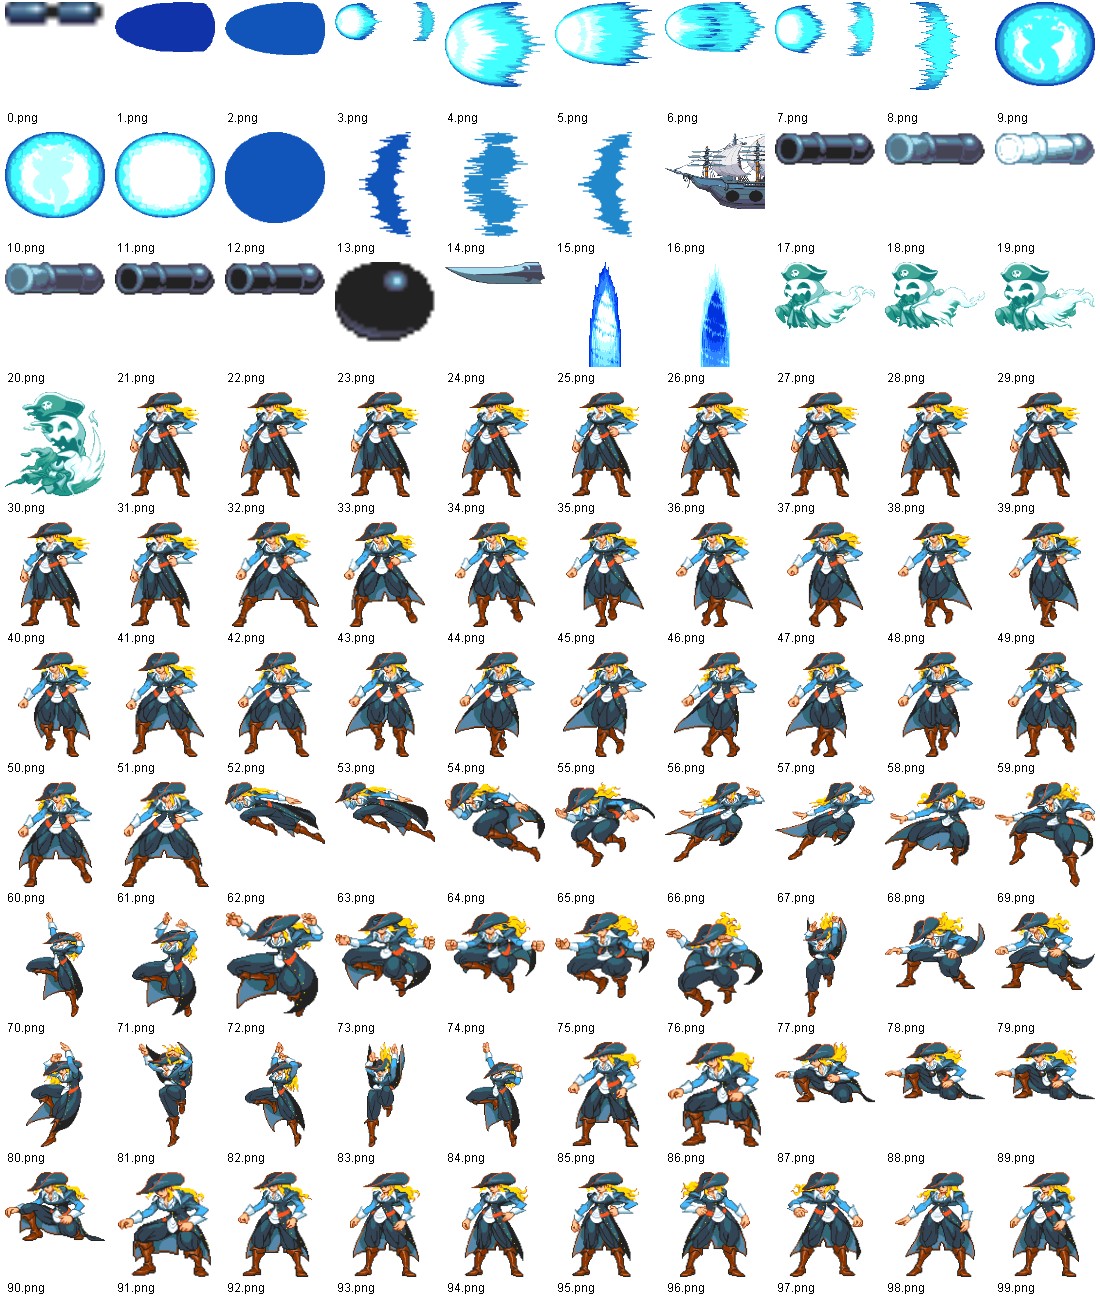 0.png 1.png 2.png 3.png 4.png 5.png 6.png 7.png 8.png 9.png
10.png 11.png 12.png 13.png 14.png 15.png 16.png 17.png 18.png 19.png
20.png 21.png 22.png 23.png 24.png 25.png 26.png 27.png 28.png 29.png
30.png 31.png 32.png 33.png 34.png 35.png 36.png 37.png 38.png 39.png
40.png 41.png 42.png 43.png 44.png 45.png 46.png 47.png 48.png 49.png
50.png 51.png 52.png 53.png 54.png 55.png 56.png 57.png 58.png 59.png
60.png 61.png 62.png 63.png 64.png 65.png 66.png 67.png 68.png 69.png
70.png 71.png 72.png 73.png 74.png 75.png 76.png 77.png 78.png 79.png
80.png 81.png 82.png 83.png 84.png 85.png 86.png 87.png 88.png 89.png
90.png 91.png 92.png 93.png 94.png 95.png 96.png 97.png 98.png 99.png